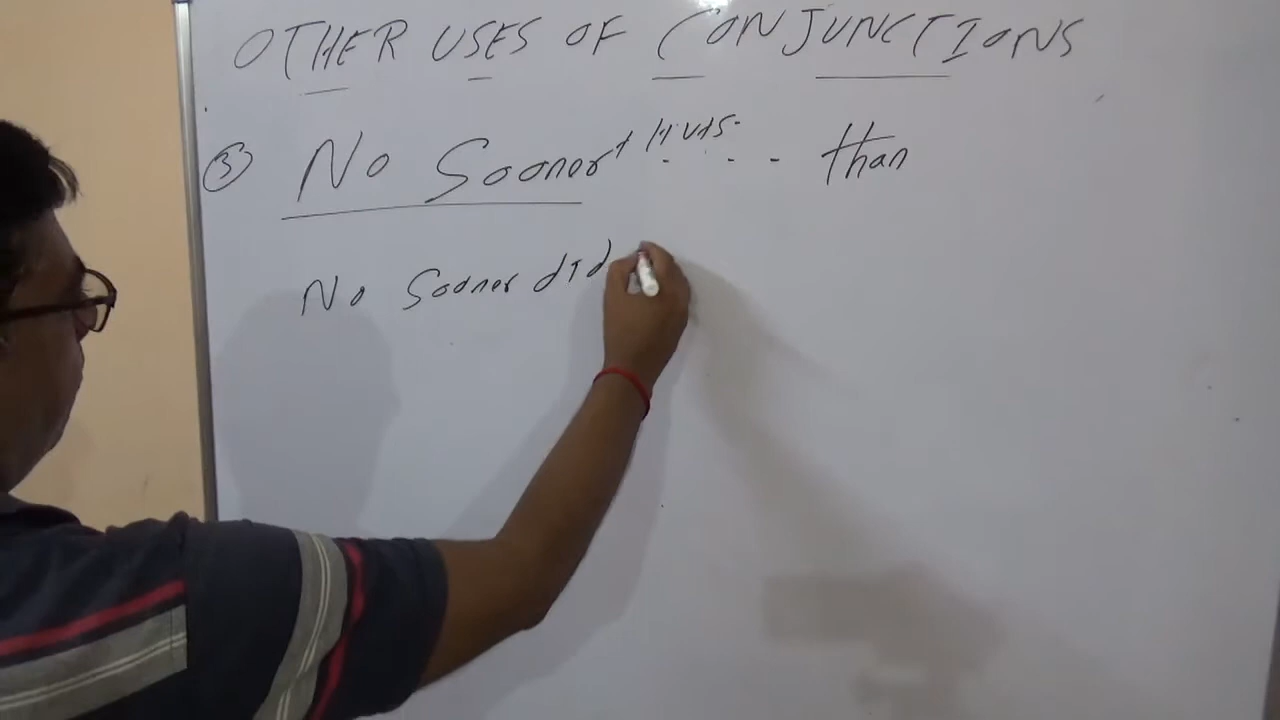 OTHER USES OF CONJUNCTIONS
③ No Sooner + H.V+S. . . . than
No Sooner did